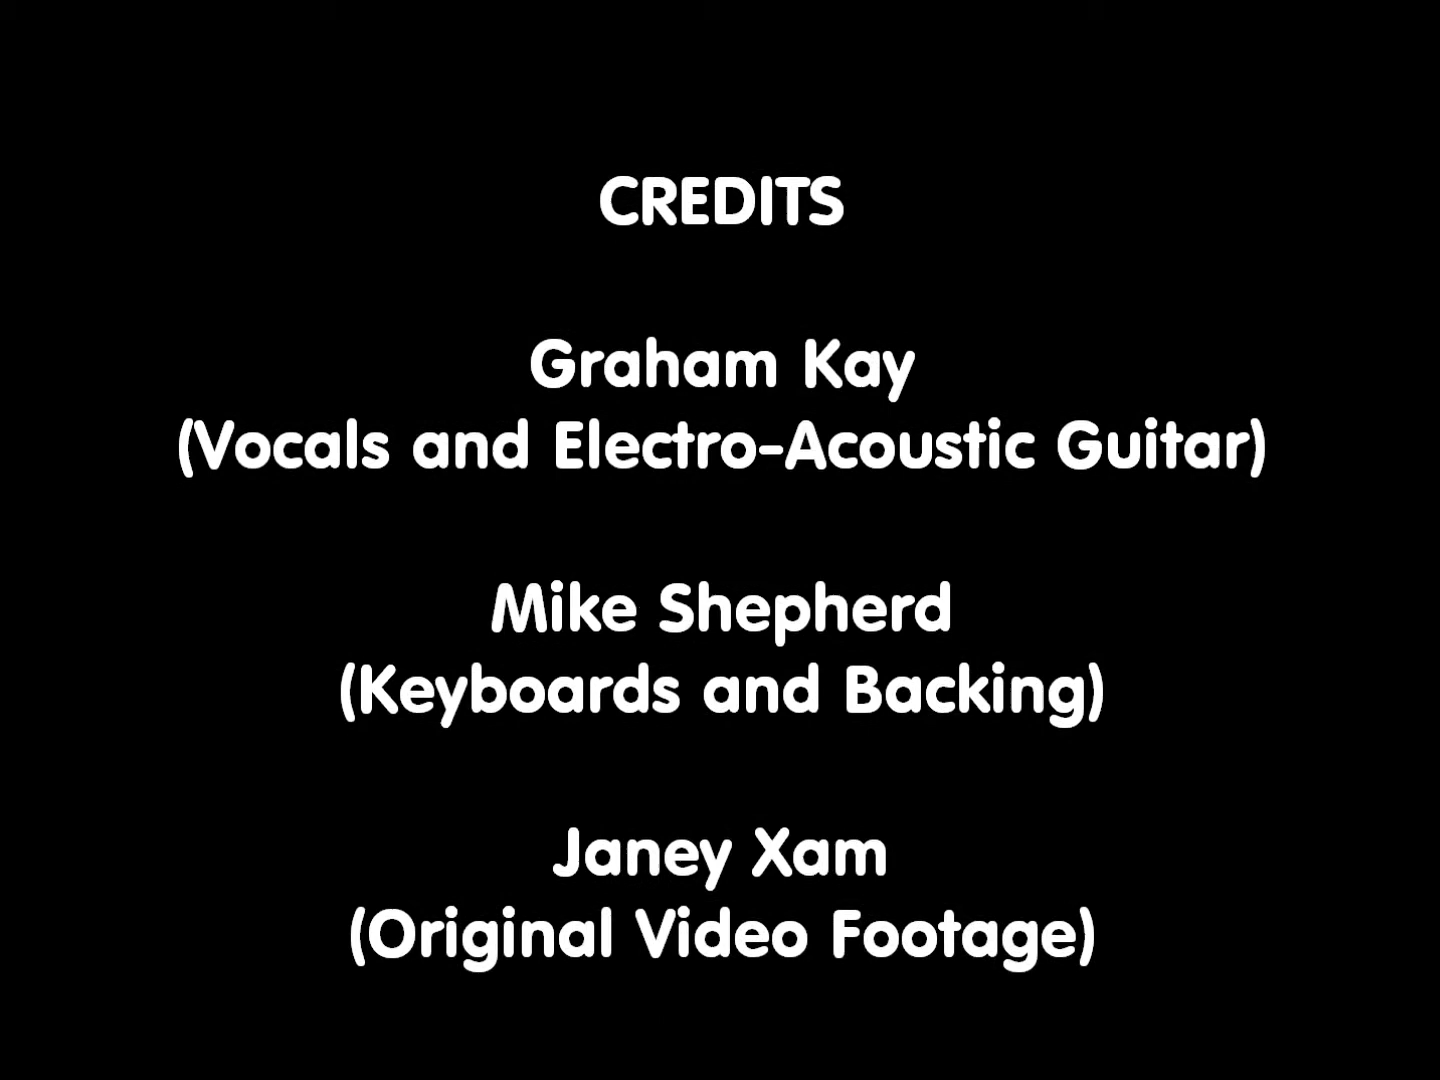 CREDITS
Graham Kay
(Vocals and Electro-Acoustic Guitar)
Mike Shepherd
(Keyboards and Backing)
Janey Xam
(Original Video Footage)